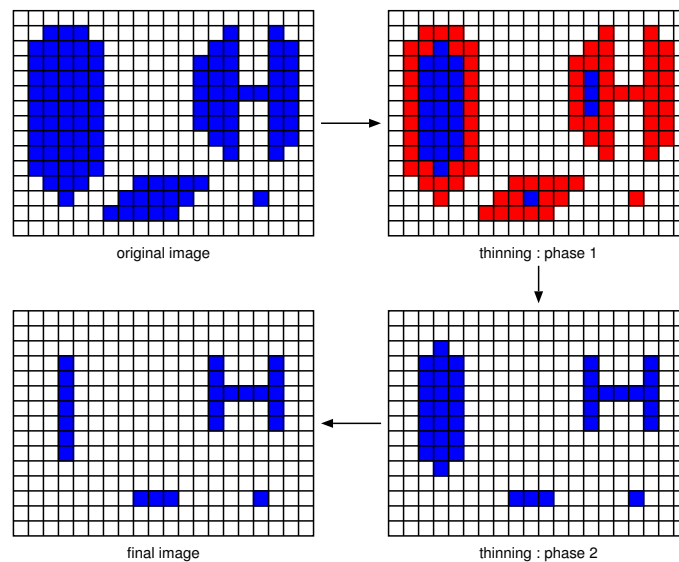 original image
thinning : phase 1
final image
thinning : phase 2